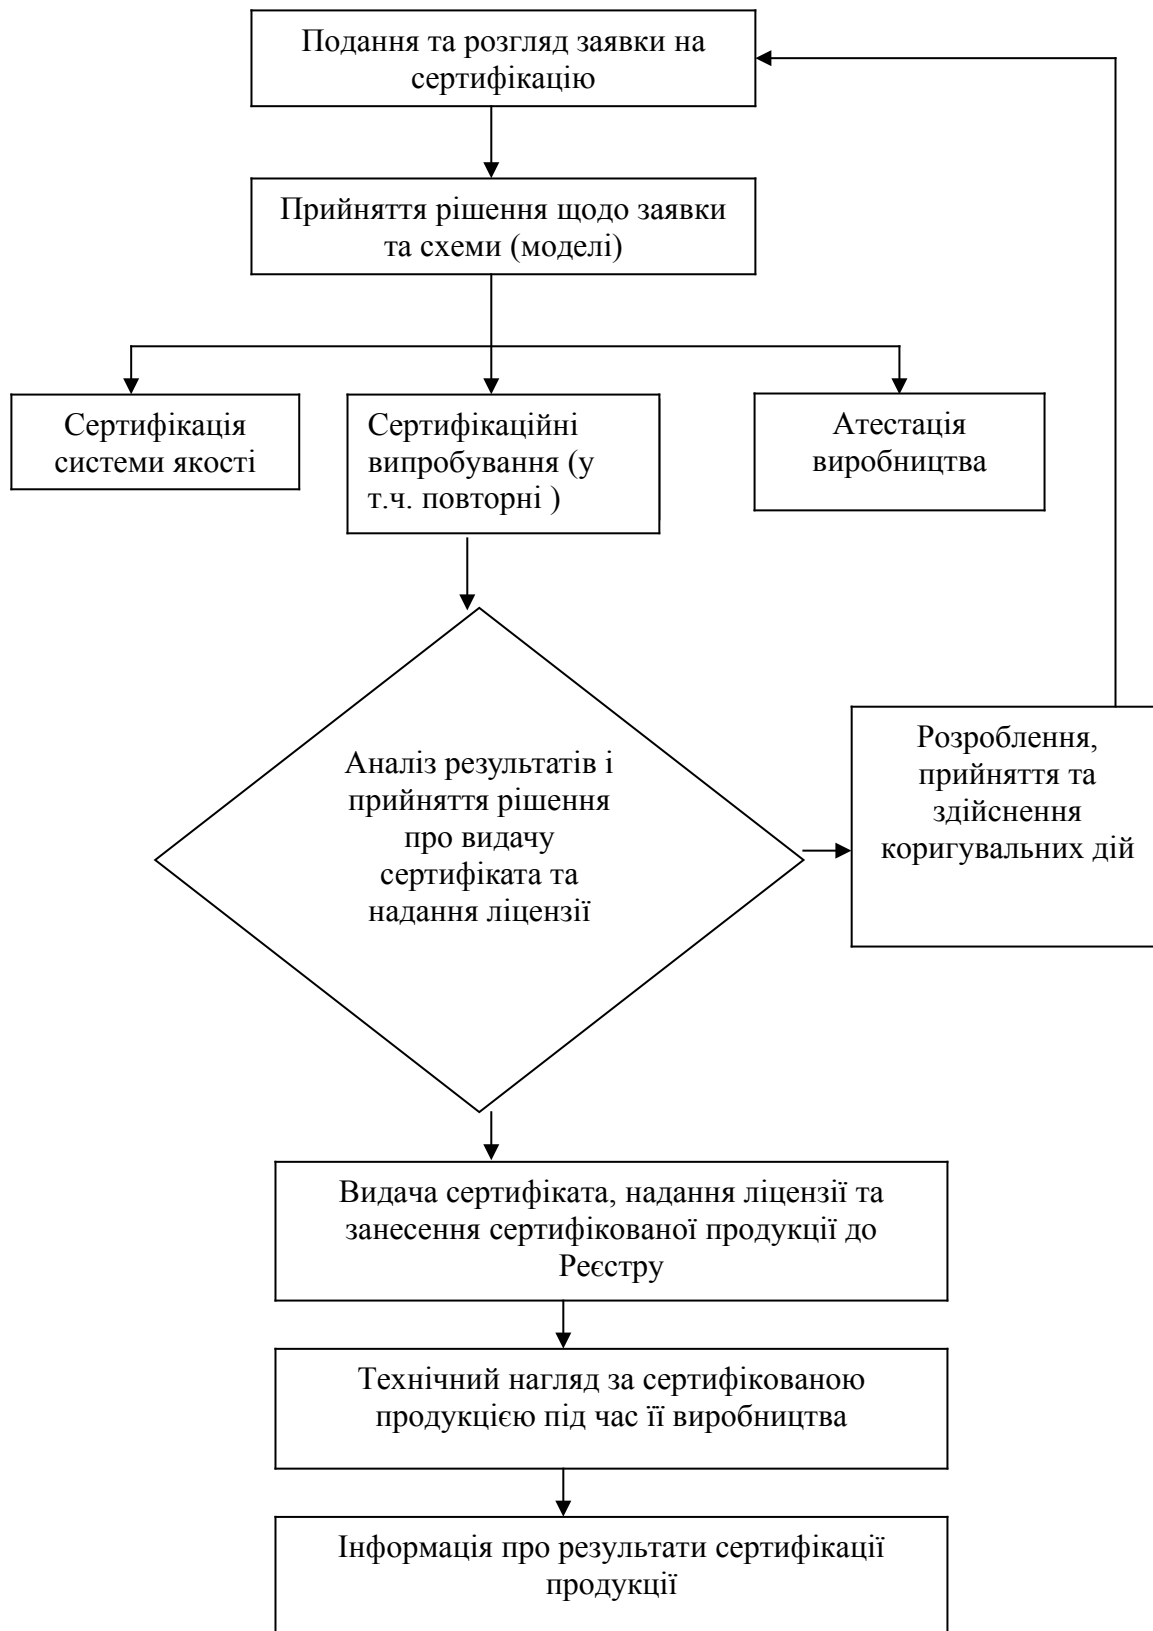 Подання та розгляд заявки на
сертифікацію
Прийняття рішення щодо заявки
та схеми (моделі)
Сертифікація
системи якості
Сертифікаційні
випробування (у
т.ч. повторні )
Атестація
виробництва
Аналіз результатів і
прийняття рішення
про видачу
сертифіката та
надання ліцензії
Розроблення,
прийняття та
здійснення
коригувальних дій
Видача сертифіката, надання ліцензії та
занесення сертифікованої продукції до
Реєстру
Технічний нагляд за сертифікованою
продукцією під час її виробництва
Інформація про результати сертифікації
продукції